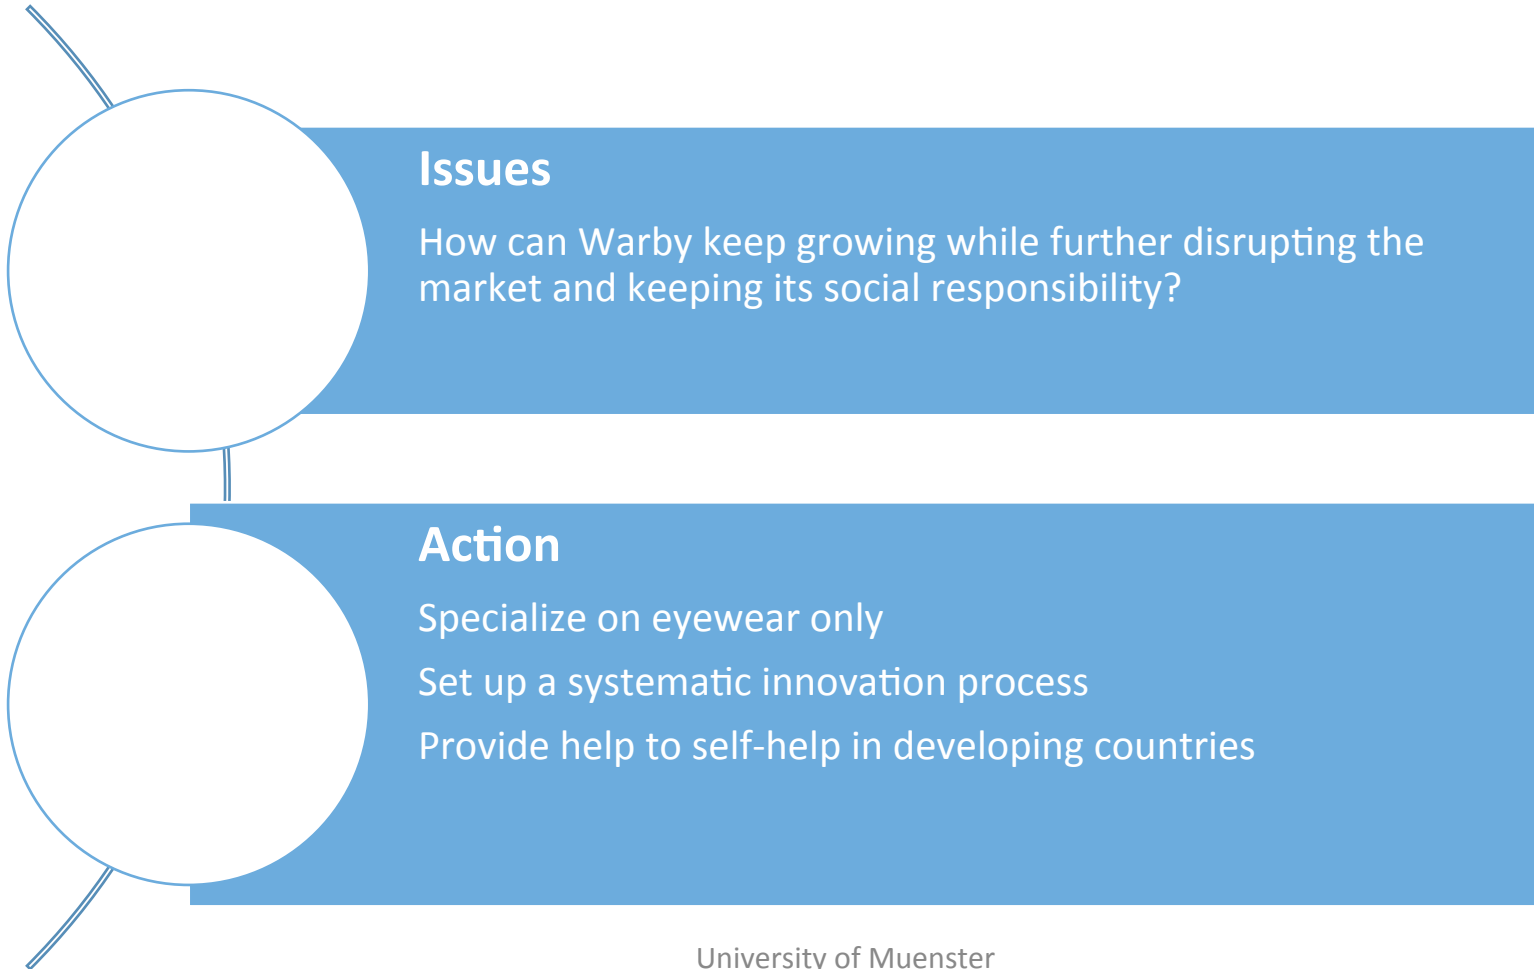 Issues
How can Warby keep growing while further disrupting the
market and keeping its social responsibility?
Action
Specialize on eyewear only
Set up a systematic innovation process
Provide help to self-help in developing countries
University of Muenster